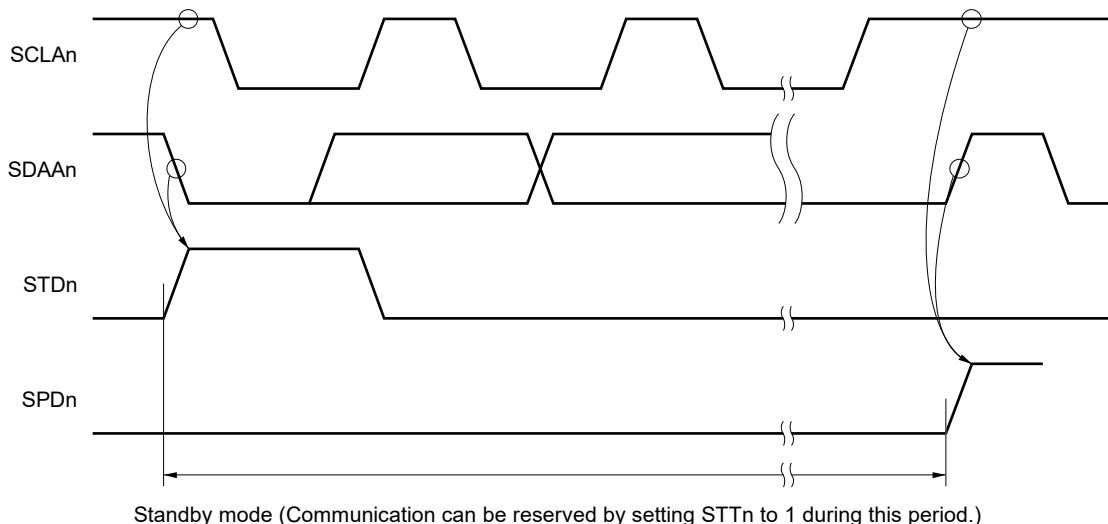 SCLAn
SDAAn
STDn
SPDn
Standby mode (Communication can be reserved by setting STTn to 1 during this period.)